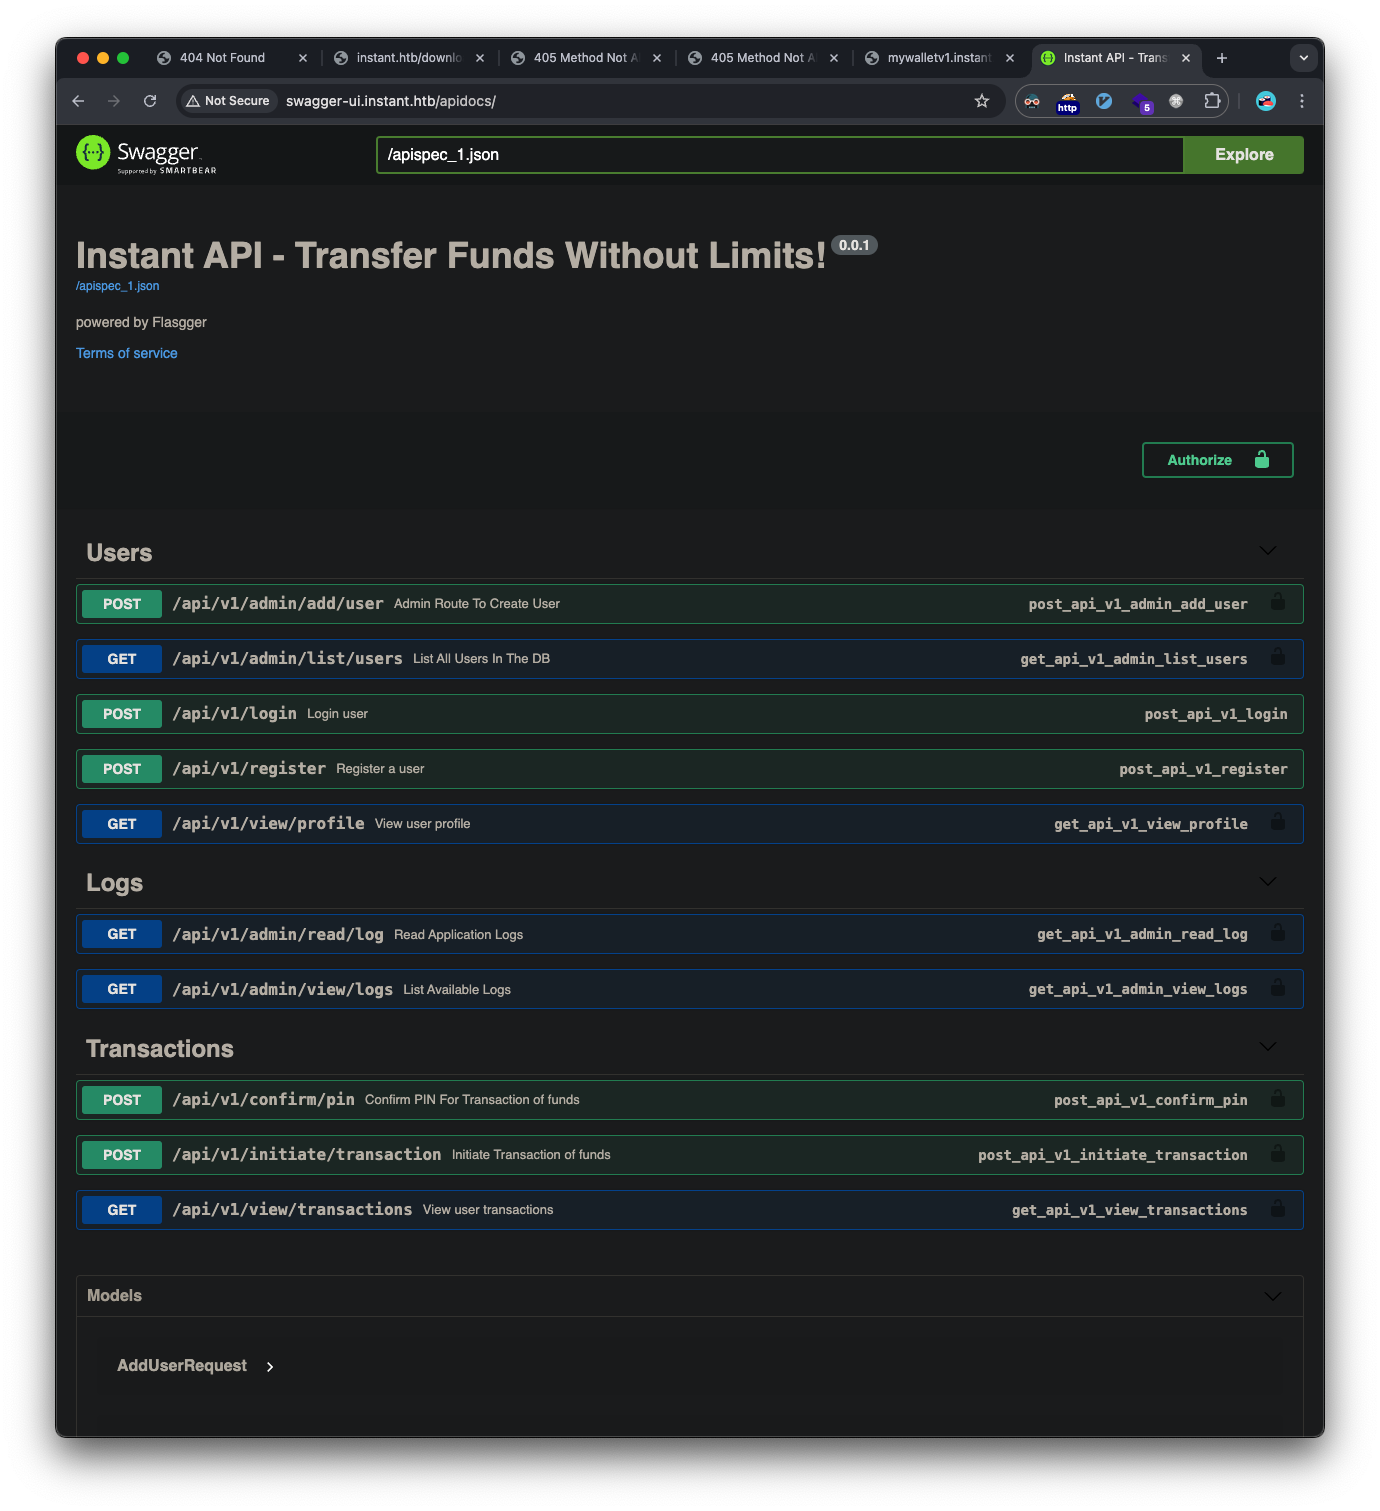 404 Not Found
instant.htb/downlo
405 Method Not A
405 Method Not A
mywalletv1.instant
Instant API - Trans
Not Secure
swagger-ui.instant.htb/apidocs/
http
5
Swagger
Supported by SMARTBEAR
/apispec_1.json
Explore
Instant API - Transfer Funds Without Limits! 0.0.1
/apispec_1.json
powered by Flasgger
Terms of service
Authorize
Users
POST /api/v1/admin/add/user Admin Route To Create User post_api_v1_admin_add_user
GET /api/v1/admin/list/users List All Users In The DB get_api_v1_admin_list_users
POST /api/v1/login Login user post_api_v1_login
POST /api/v1/register Register a user post_api_v1_register
GET /api/v1/view/profile View user profile get_api_v1_view_profile
Logs
GET /api/v1/admin/read/log Read Application Logs get_api_v1_admin_read_log
GET /api/v1/admin/view/logs List Available Logs get_api_v1_admin_view_logs
Transactions
POST /api/v1/confirm/pin Confirm PIN For Transaction of funds post_api_v1_confirm_pin
POST /api/v1/initiate/transaction Initiate Transaction of funds post_api_v1_initiate_transaction
GET /api/v1/view/transactions View user transactions get_api_v1_view_transactions
Models
AddUserRequest